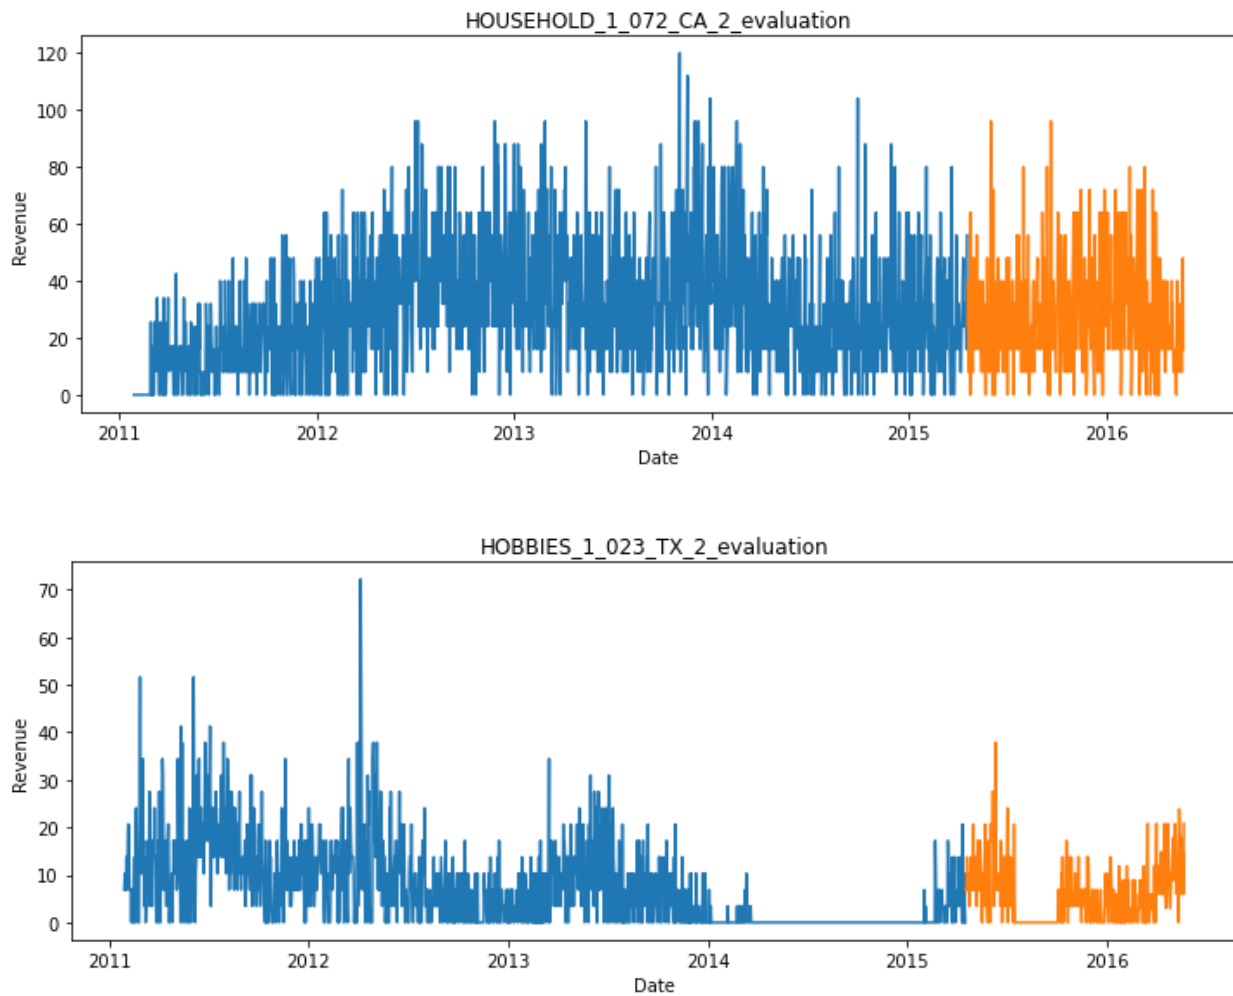 HOUSEHOLD_1_072_CA_2_evaluation
120
100
80
60
40
20
0
Revenue
2011 2012 2013 2014 2015 2016
Date
HOBBIES_1_023_TX_2_evaluation
70
60
50
40
30
20
10
0
Revenue
2011 2012 2013 2014 2015 2016
Date